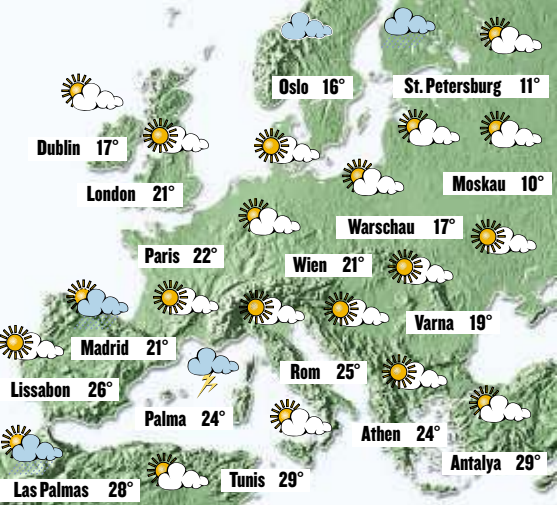 Oslo 16°
St. Petersburg 11°
Dublin 17°
London 21°
Moskau 10°
Warschau 17°
Paris 22°
Wien 21°
Varna 19°
Madrid 21°
Rom 25°
Lissabon 26°
Palma 24°
Athen 24°
Antalya 29°
Tunis 29°
Las Palmas 28°